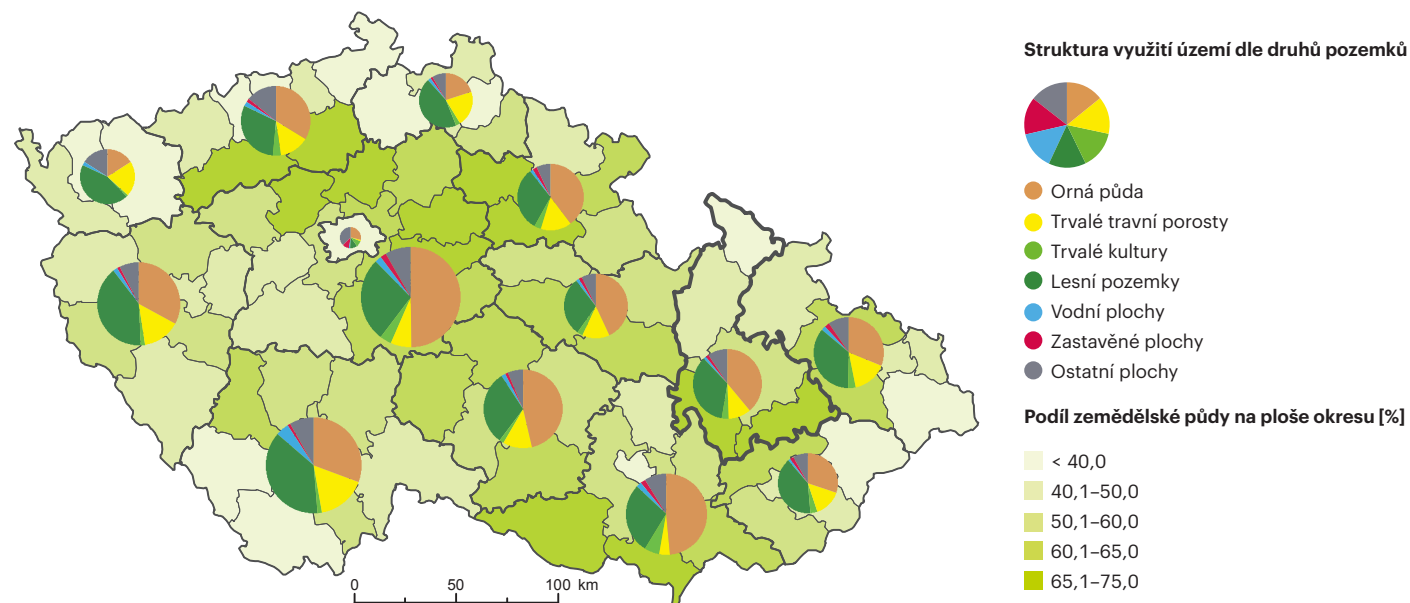 Struktura využití území dle druhů pozemků
Orná půda
Trvalé travní porosty
Trvalé kultury
Lesní pozemky
Vodní plochy
Zastavěné plochy
Ostatní plochy
Podíl zemědělské půdy na ploše okresu [%]
< 40,0
40,1–50,0
50,1–60,0
60,1–65,0
65,1–75,0
0 50 100 km